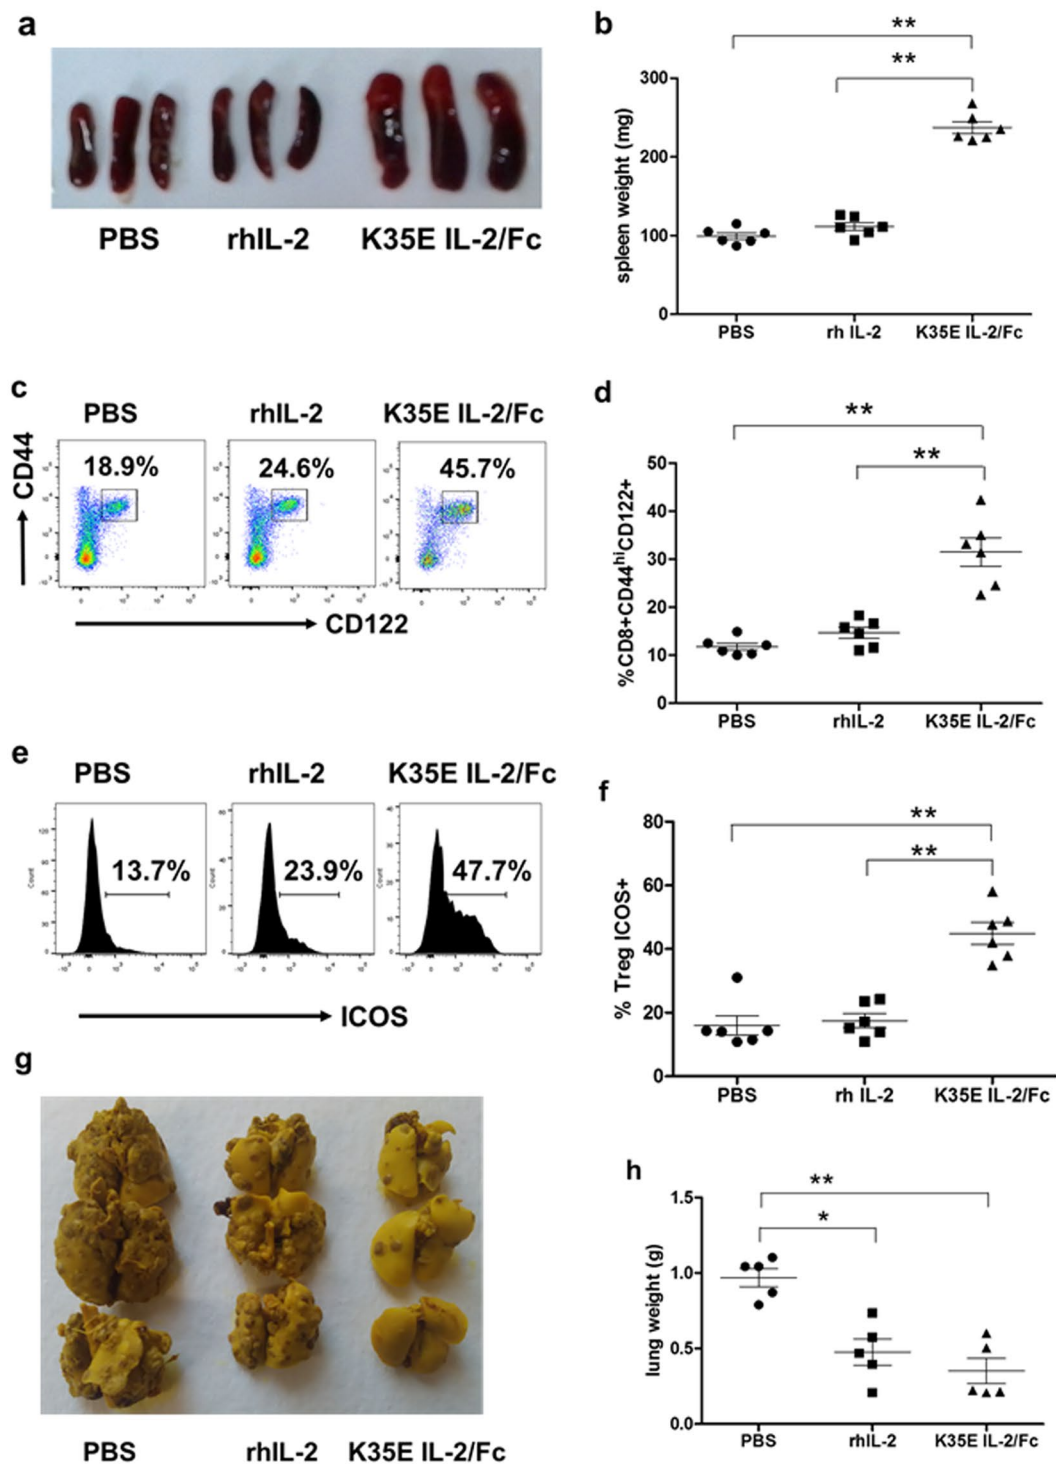 a
PBS rhIL-2 K35E IL-2/Fc
b
**
**
spleen weight (mg)
300
200
100
0
PBS rh IL-2 K35E IL-2/Fc
c
PBS rhIL-2 K35E IL-2/Fc
CD44
18.9% 24.6% 45.7%
CD122
d
**
**
%CD8+CD44hiCD122+
50
40
30
20
10
0
PBS rhIL-2 K35E IL-2/Fc
e
PBS rhIL-2 K35E IL-2/Fc
Count Count Count
13.7% 23.9% 47.7%
ICOS
f
**
**
% Treg ICOS+
80
60
40
20
0
PBS rh IL-2 K35E IL-2/Fc
g
PBS rhIL-2 K35E IL-2/Fc
h
**
*
lung weight (g)
1.5
1.0
0.5
0.0
PBS rhIL-2 K35E IL-2/Fc